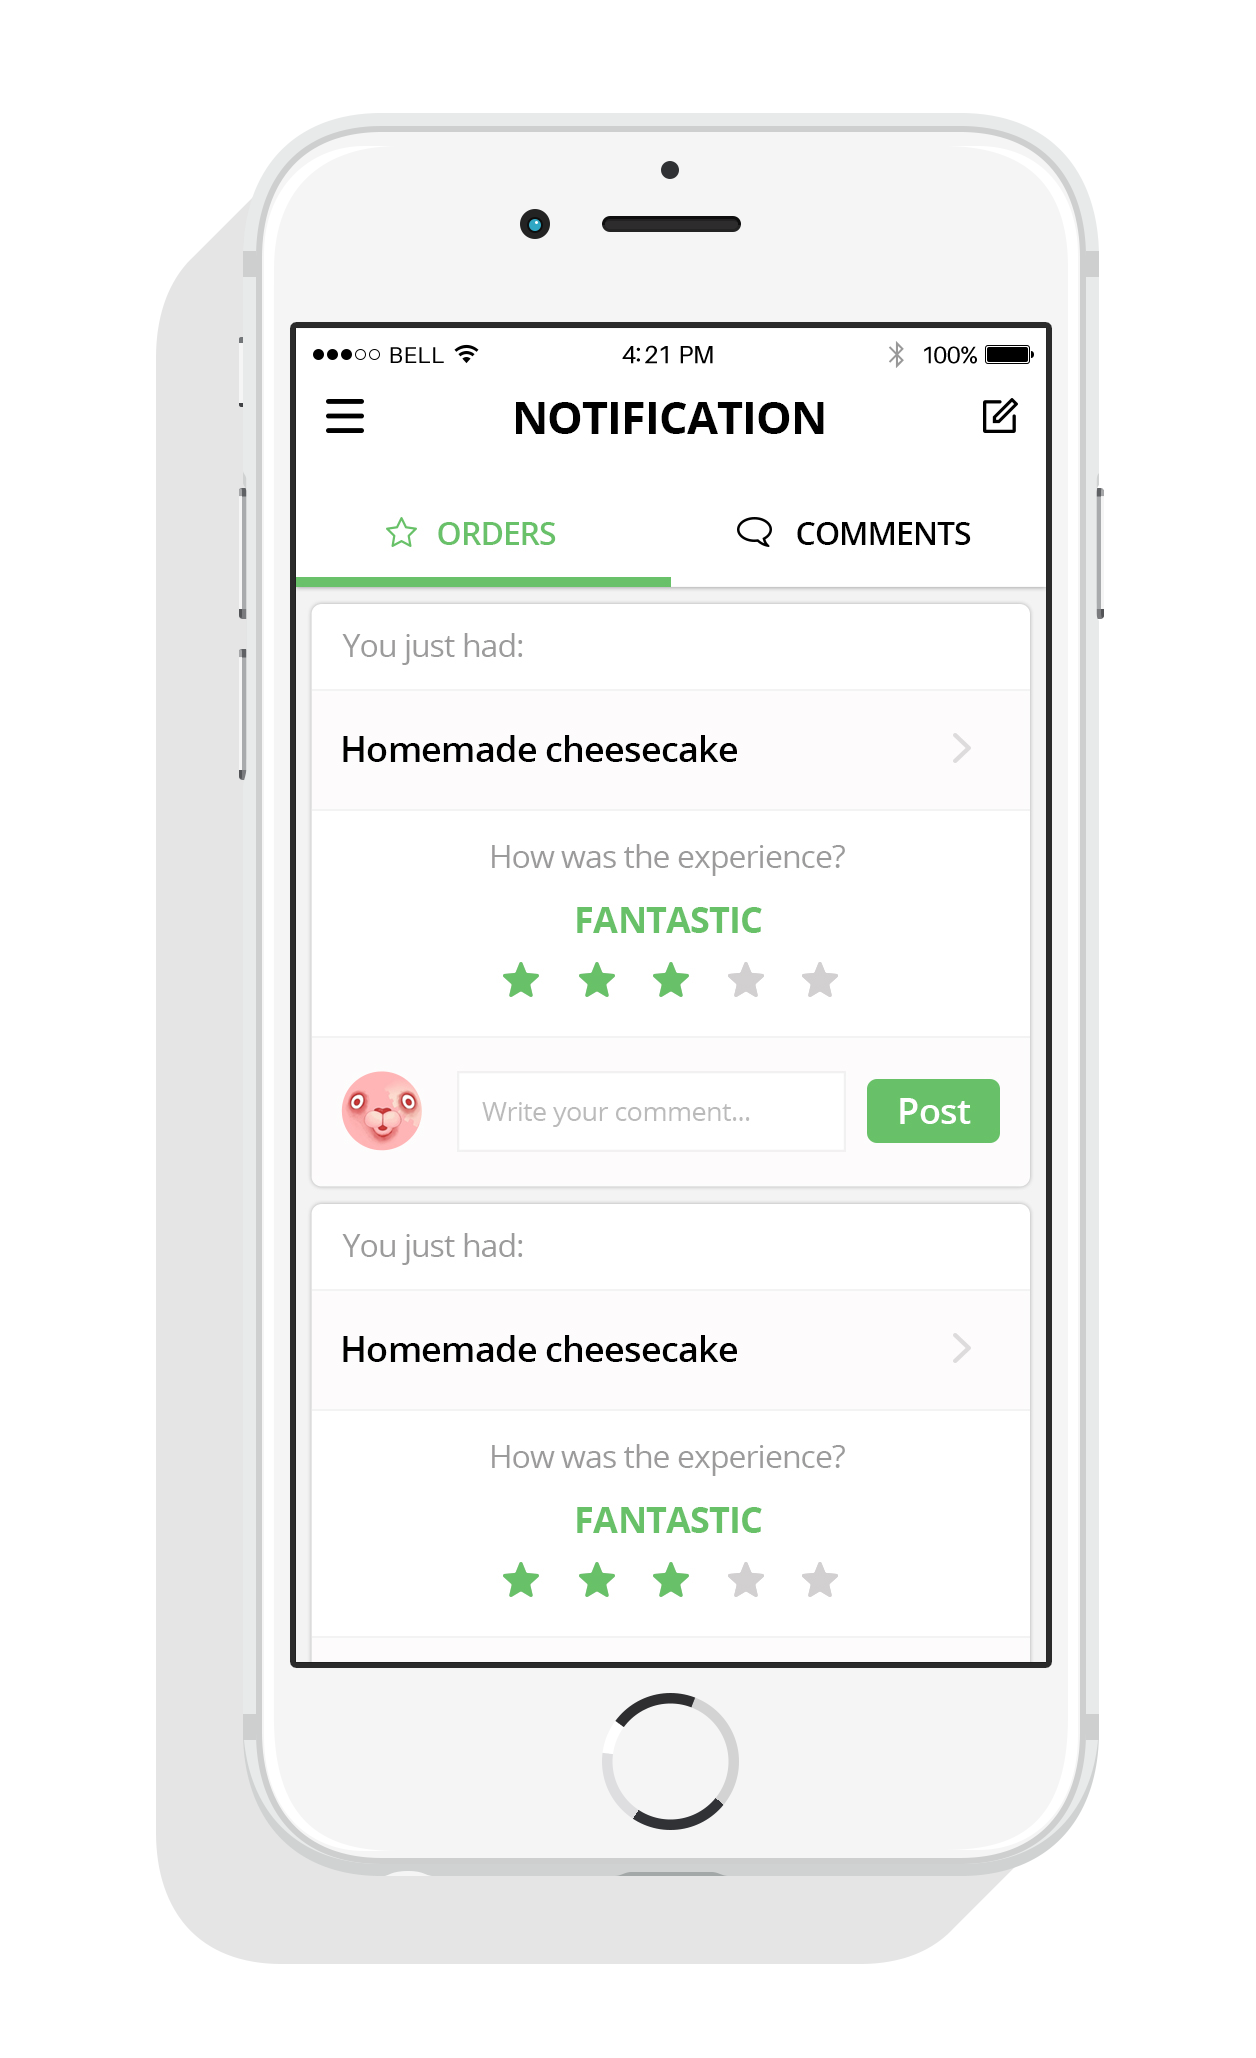 BELL 4:21 PM 100%
NOTIFICATION
ORDERS COMMENTS
You just had:
Homemade cheesecake
How was the experience?
FANTASTIC
Write your comment... Post
You just had:
Homemade cheesecake
How was the experience?
FANTASTIC